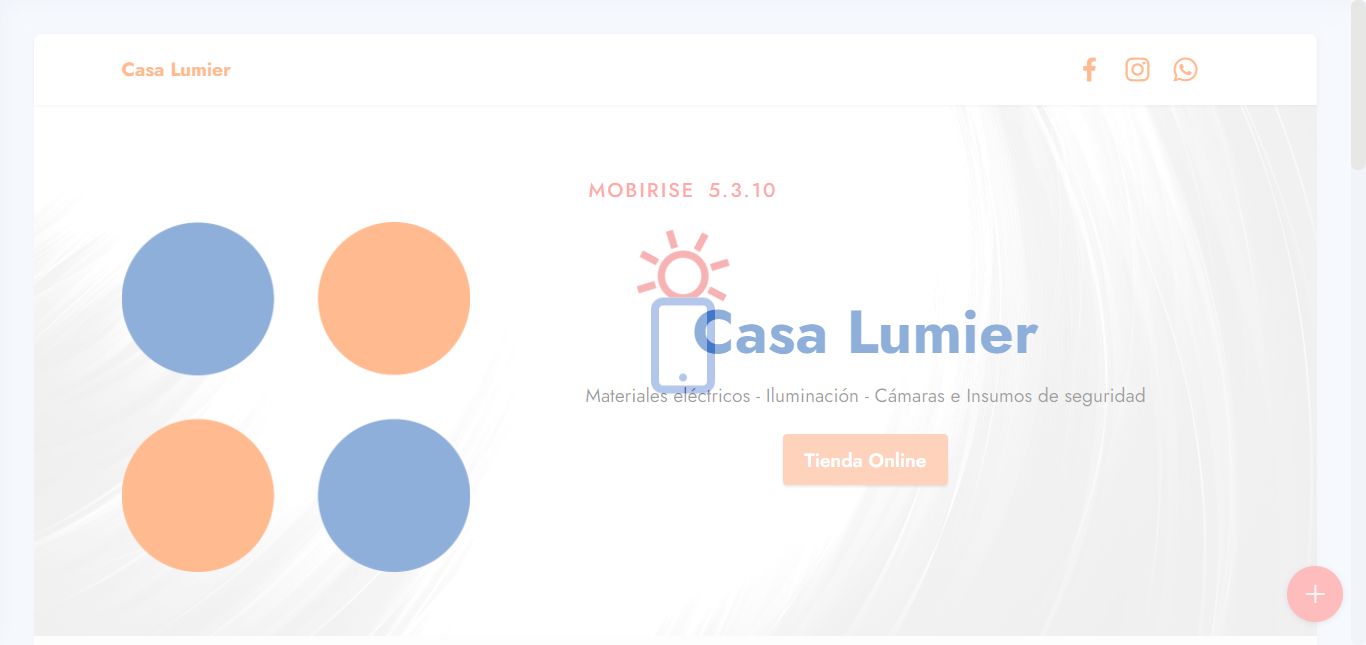 Casa Lumier
MOBIRISE 5.3.10
Casa Lumier
Materiales eléctricos - Iluminación - Cámaras e Insumos de seguridad
Tienda Online